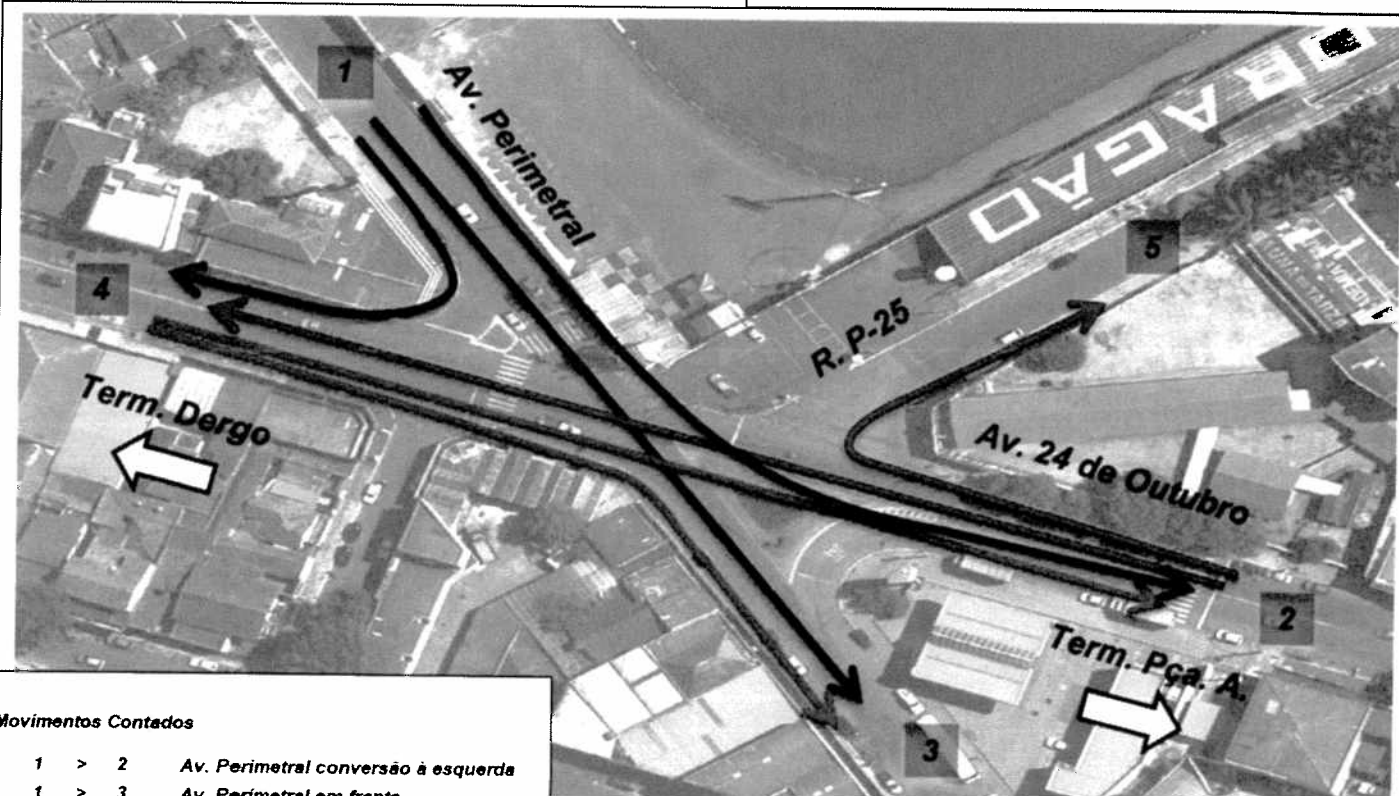 1
Av. Perimetral
DRAGÃO
5
4
R. P-25
Term. Dergo
Av. 24 de Outubro
2
Term. Pça. A.
3
Movimentos Contados
1 > 2 Av. Perimetral conversão à esquerda
1 > 3 Av. Perimetral em frente